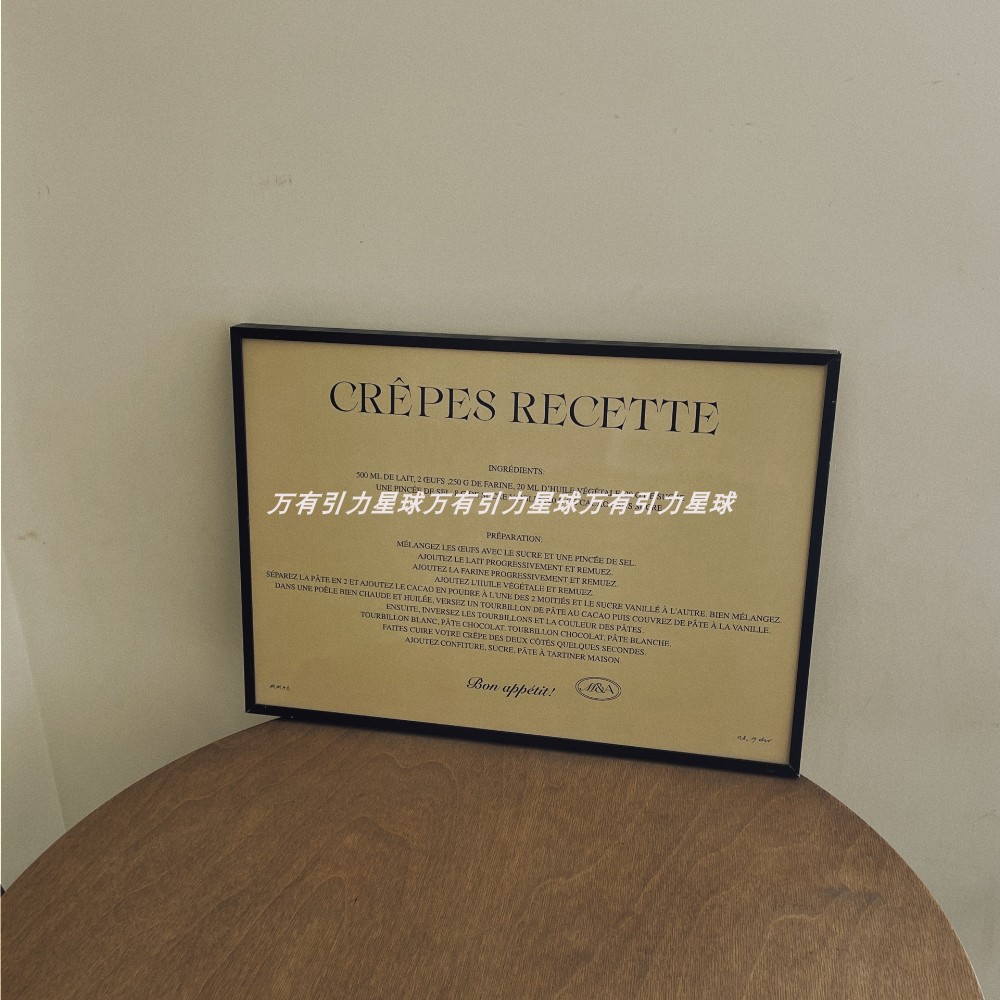 CRÊPES RECETTE
INGRÉDIENTS:
500 ML DE LAIT, 2 ŒUFS ,250 G DE FARINE, 20 ML D'HUILE VÉGÉTALE
UNE PINCÉE DE SEL,
万有引力星球万有引力星球万有引力星球
PRÉPARATION:
MÉLANGEZ LES ŒUFS AVEC LE SUCRE ET UNE PINCÉE DE SEL.
AJOUTEZ LE LAIT PROGRESSIVEMENT ET REMUEZ.
AJOUTEZ LA FARINE PROGRESSIVEMENT ET REMUEZ.
AJOUTEZ L'HUILE VÉGÉTALE ET REMUEZ.
SÉPAREZ LA PÂTE EN 2 ET AJOUTEZ LE CACAO EN POUDRE À L'UNE DES 2 MOITIÉS ET LE SUCRE VANILLÉ À L'AUTRE. BIEN MÉLANGEZ.
DANS UNE POÊLE BIEN CHAUDE ET HUILÉE, VERSEZ UN TOURBILLON DE PÂTE AU CACAO PUIS COUVREZ DE PÂTE À LA VANILLE.
ENSUITE, INVERSEZ LES TOURBILLONS ET LA COULEUR DES PÂTES.
TOURBILLON BLANC, PÂTE CHOCOLAT. TOURBILLON CHOCOLAT, PÂTE BLANCHE.
FAITES CUIRE VOTRE CRÊPE DES DEUX CÔTÉS QUELQUES SECONDES.
AJOUTEZ CONFITURE, SUCRE, PÂTE À TARTINER MAISON
Bon appétit!
M&A